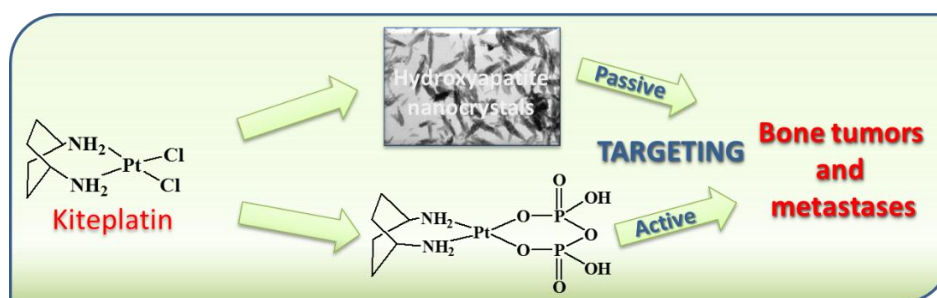 Hydroxyapatite
nanocrystals
Passive
TARGETING
Bone tumors
and
metastases
NH2
Pt
Cl
NH2
Cl
Kiteplatin
NH2
Pt
NH2
O
P
O
OH
O
O
P
O
OH
Active